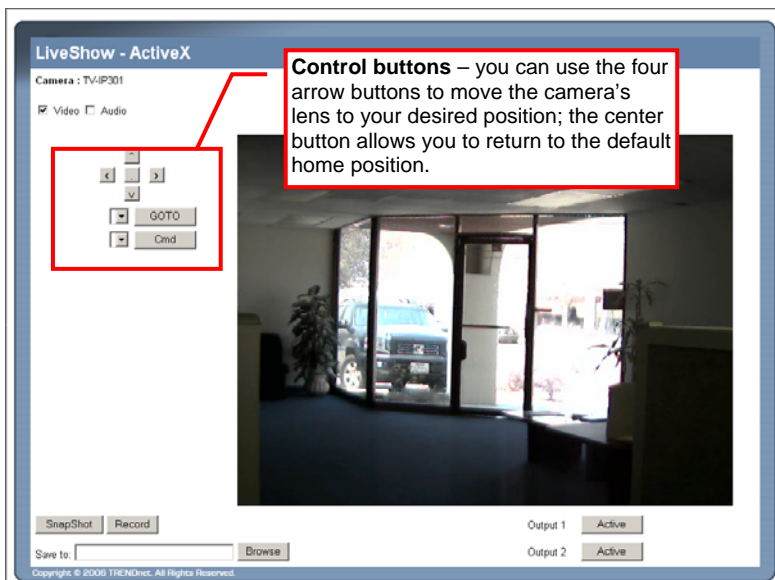 LiveShow - ActiveX
Camera : TV-IP301
Video Audio
Control buttons – you can use the four
arrow buttons to move the camera's
lens to your desired position; the center
button allows you to return to the default
home position.
GOTO
Cmd
SnapShot Record
Output 1 Active
Save to: Browse
Output 2 Active
Copyright © 2006 TRENDnet. All Rights Reserved.